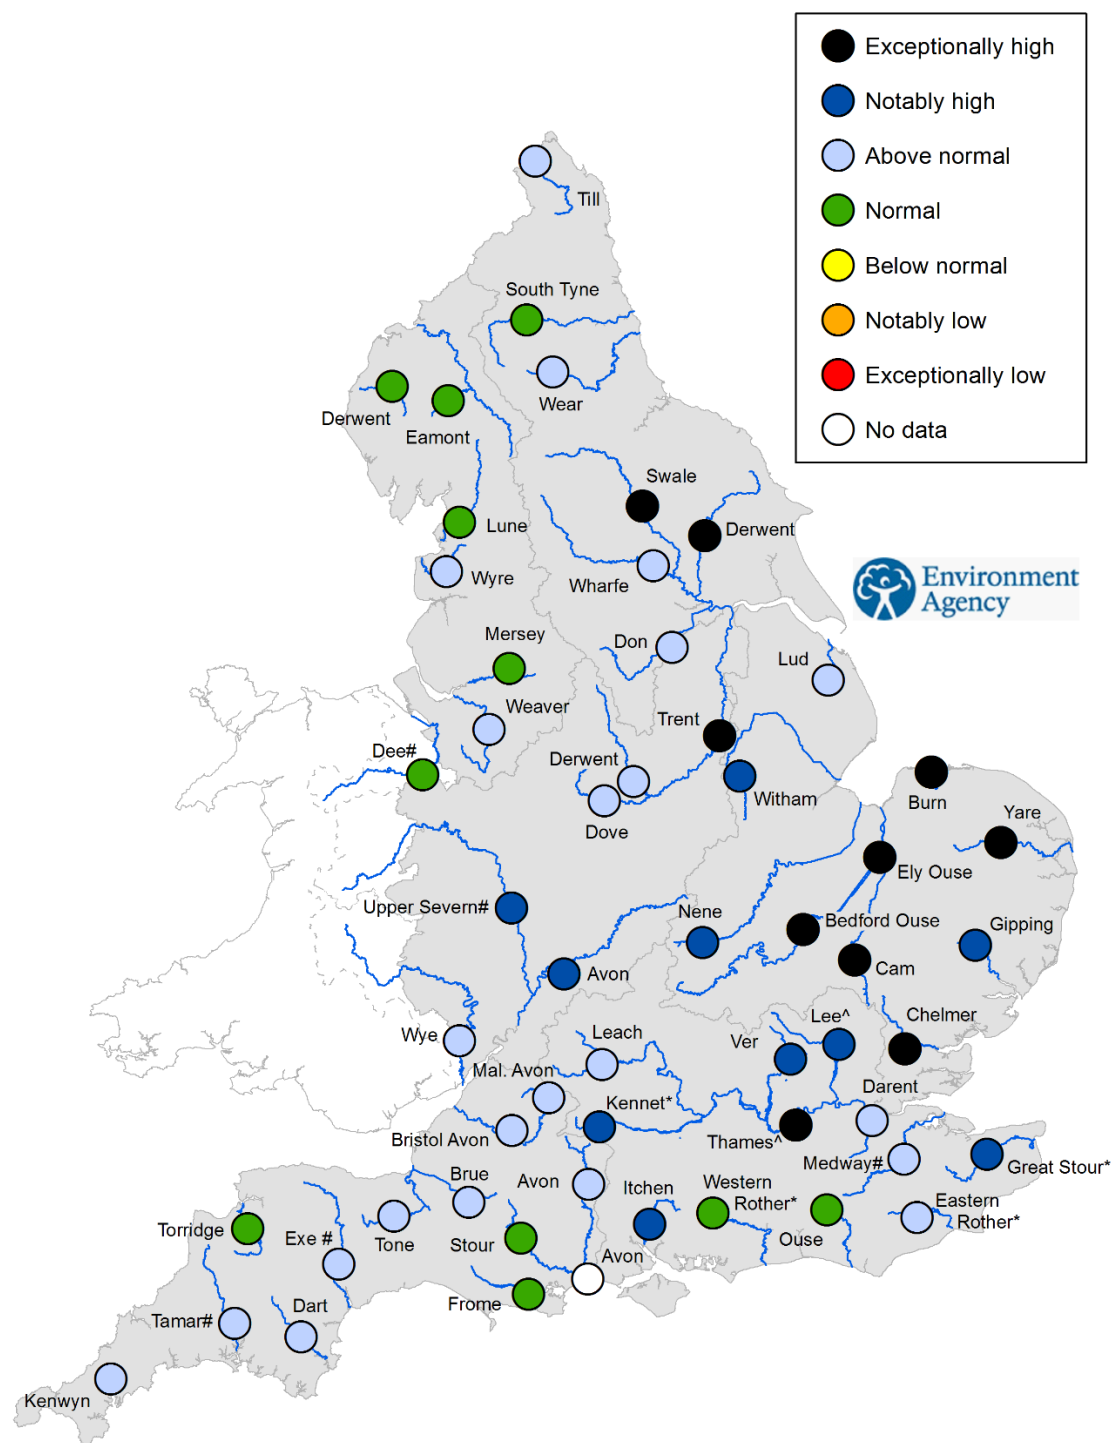 Exceptionally high
Notably high
Above normal
Normal
Below normal
Notably low
Exceptionally low
No data
Till
South Tyne
Wear
Derwent
Eamont
Swale
Derwent
Lune
Wyre
Wharfe
Environment
Agency
Mersey
Don
Lud
Weaver
Trent
Dee#
Derwent
Witham
Dove
Burn
Yare
Ely Ouse
Upper Severn#
Nene
Bedford Ouse
Gipping
Avon
Cam
Chelmer
Wye
Leach
Ver
Lee^
Mal. Avon
Darent
Kennet*
Bristol Avon
Thames^
Medway#
Great Stour*
Brue
Avon
Itchen
Western
Rother*
Eastern
Rother*
Torridge
Exe #
Tone
Stour
Ouse
Avon
Frome
Tamar#
Dart
Kenwyn